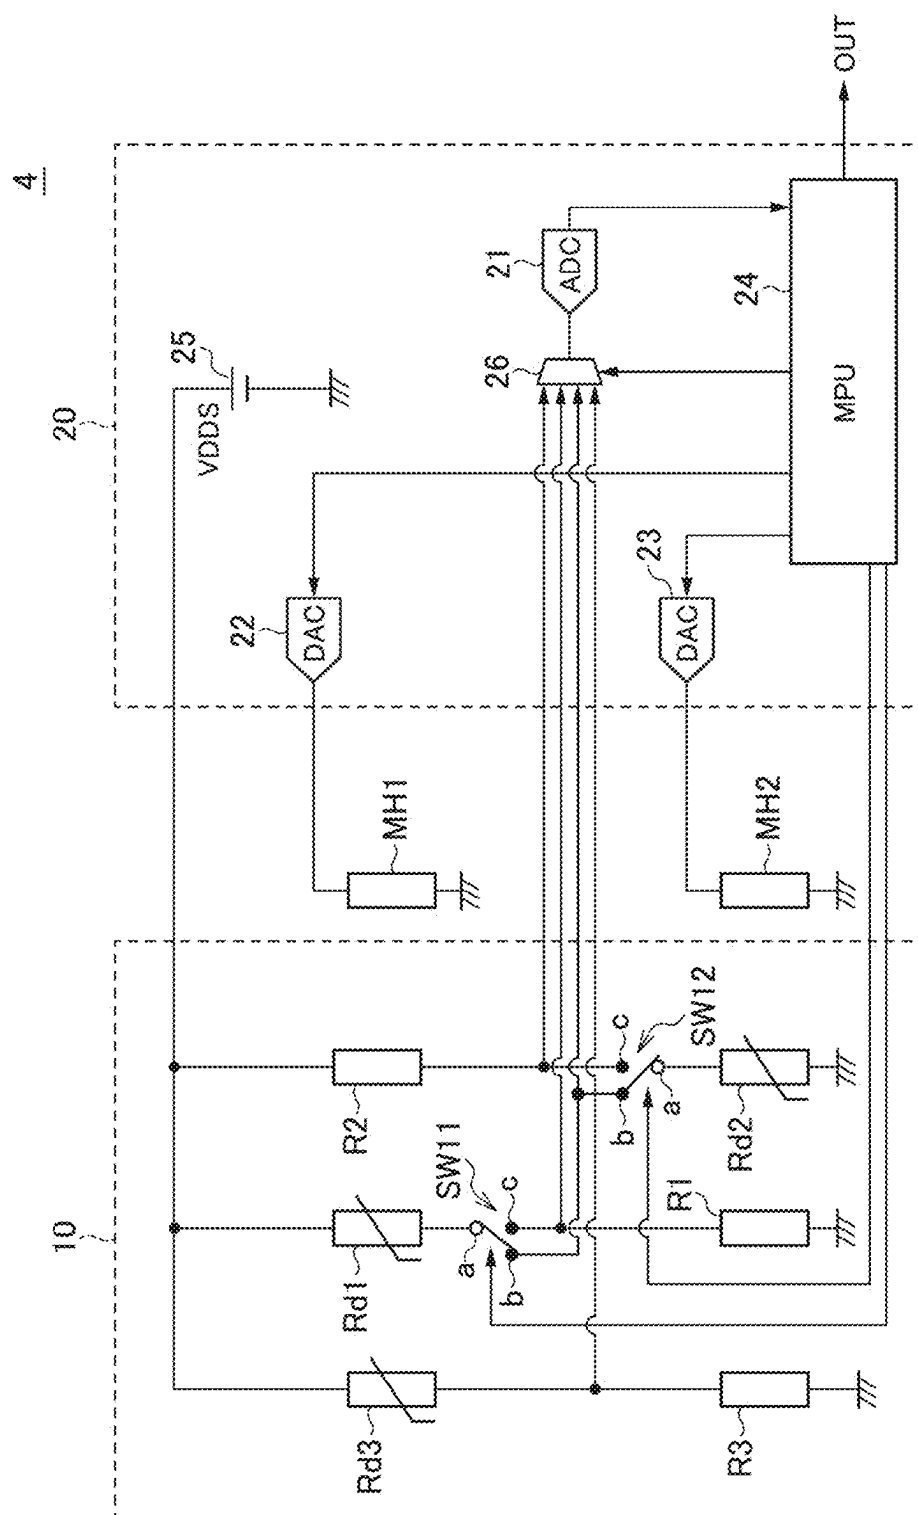 4
10
20
Rd3
Rd1
R2
R3
R1
Rd2
SW11
a
b
c
SW12
a
b
c
MH1
MH2
22
DAC
23
DAC
VDDS
25
26
21
ADC
24
MPU
OUT